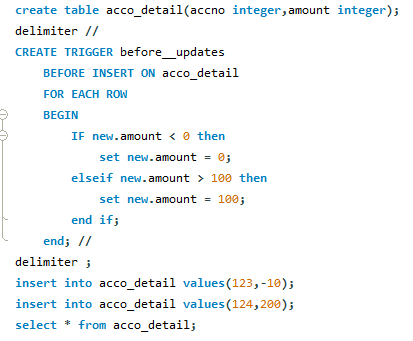 create table acco_detail(accno integer,amount integer);
delimiter //
CREATE TRIGGER before__updates
    BEFORE INSERT ON acco_detail
    FOR EACH ROW
    BEGIN
        IF new.amount < 0 then
            set new.amount = 0;
        elseif new.amount > 100 then
            set new.amount = 100;
        end if;
    end; //
delimiter ;
insert into acco_detail values(123,-10);
insert into acco_detail values(124,200);
select * from acco_detail;